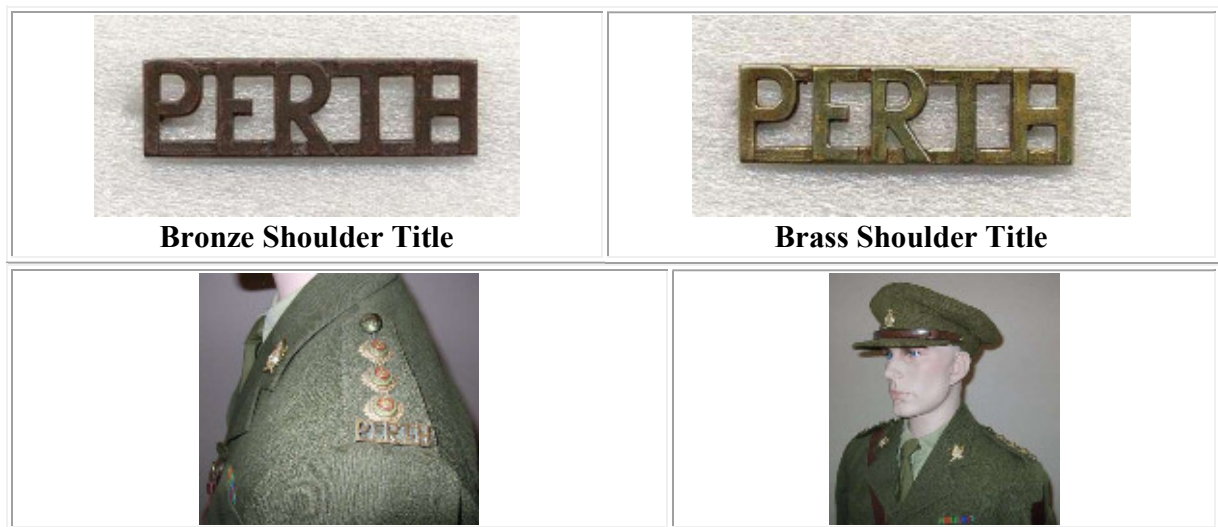 PERTH
PERTH
Bronze Shoulder Title
Brass Shoulder Title
PERTH